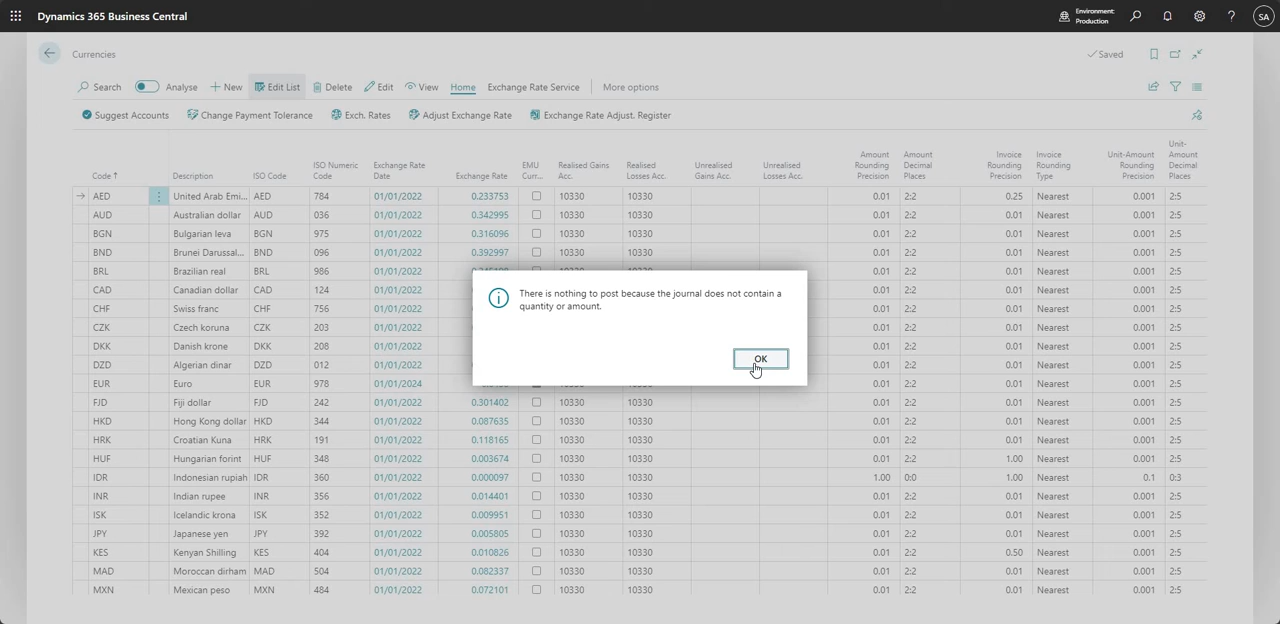 Dynamics 365 Business Central
Environment:
Production
SA
Currencies
Saved
Search Analyse New Edit List Delete Edit View Home Exchange Rate Service More options
Suggest Accounts Change Payment Tolerance Exch. Rates Adjust Exchange Rate Exchange Rate Adjust. Register
Code ↑ Description ISO Code ISO Numeric Code Exchange Rate Date Exchange Rate EMU Curr... Realised Gains Acc. Realised Losses Acc. Unrealised Gains Acc. Unrealised Losses Acc. Amount Rounding Precision Amount Decimal Places Invoice Rounding Precision Invoice Rounding Type Unit-Amount Rounding Precision Unit-Amount Decimal Places
AED United Arab Emi... AED 784 01/01/2022 0.233753 10330 10330 0.01 2:2 0.25 Nearest 0.001 2:5
AUD Australian dollar AUD 036 01/01/2022 0.342995 10330 10330 0.01 2:2 0.01 Nearest 0.001 2:5
BGN Bulgarian leva BGN 975 01/01/2022 0.316096 10330 10330 0.01 2:2 0.01 Nearest 0.001 2:5
BND Brunei Darussal... BND 096 01/01/2022 0.392997 10330 10330 0.01 2:2 0.01 Nearest 0.001 2:5
BRL Brazilian real BRL 986 01/01/2022 0.01 2:2 0.01 Nearest 0.001 2:5
CAD Canadian dollar CAD 124 01/01/2022 0.01 2:2 0.01 Nearest 0.001 2:5
CHF Swiss franc CHF 756 01/01/2022 0.01 2:2 0.01 Nearest 0.001 2:5
CZK Czech koruna CZK 203 01/01/2022 0.01 2:2 0.01 Nearest 0.001 2:5
DKK Danish krone DKK 208 01/01/2022 0.01 2:2 0.01 Nearest 0.001 2:5
DZD Algerian dinar DZD 012 01/01/2022 0.01 2:2 0.01 Nearest 0.001 2:5
EUR Euro EUR 978 01/01/2024 10330 10330 0.01 2:2 0.01 Nearest 0.001 2:5
FJD Fiji dollar FJD 242 01/01/2022 0.301402 10330 10330 0.01 2:2 0.01 Nearest 0.001 2:5
HKD Hong Kong dollar HKD 344 01/01/2022 0.087635 10330 10330 0.01 2:2 0.01 Nearest 0.001 2:5
HRK Croatian Kuna HRK 191 01/01/2022 0.118165 10330 10330 0.01 2:2 0.01 Nearest 0.001 2:5
HUF Hungarian forint HUF 348 01/01/2022 0.003674 10330 10330 0.01 2:2 1.00 Nearest 0.001 2:5
IDR Indonesian rupiah IDR 360 01/01/2022 0.000097 10330 10330 1.00 0:0 1.00 Nearest 0.1 0:3
INR Indian rupee INR 356 01/01/2022 0.014401 10330 10330 0.01 2:2 0.01 Nearest 0.001 2:5
ISK Icelandic krona ISK 352 01/01/2022 0.009951 10330 10330 0.01 2:2 0.01 Nearest 0.001 2:5
JPY Japanese yen JPY 392 01/01/2022 0.005805 10330 10330 0.01 2:2 0.01 Nearest 0.001 2:5
KES Kenyan Shilling KES 404 01/01/2022 0.010826 10330 10330 0.01 2:2 0.50 Nearest 0.001 2:5
MAD Moroccan dirham MAD 504 01/01/2022 0.082337 10330 10330 0.01 2:2 0.01 Nearest 0.001 2:5
MXN Mexican peso MXN 484 01/01/2022 0.072101 10330 10330 0.01 2:2 0.01 Nearest 0.001 2:5
There is nothing to post because the journal does not contain a
quantity or amount.
OK